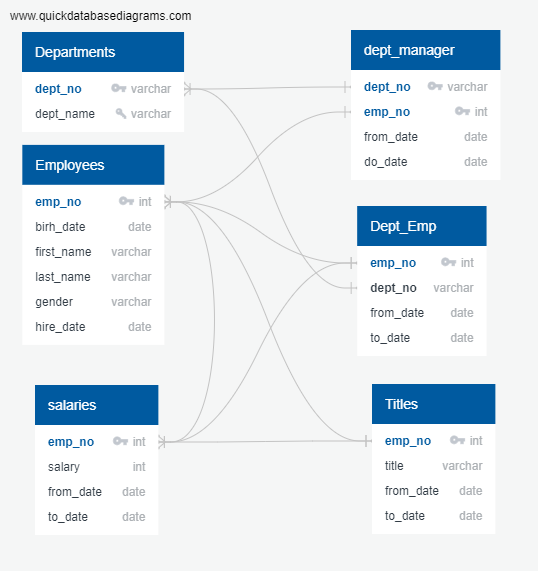 www.quickdatabasediagrams.com
Departments
dept_no varchar
dept_name varchar
Employees
emp_no int
birh_date date
first_name varchar
last_name varchar
gender varchar
hire_date date
salaries
emp_no int
salary int
from_date date
to_date date
dept_manager
dept_no varchar
emp_no int
from_date date
do_date date
Dept_Emp
emp_no int
dept_no varchar
from_date date
to_date date
Titles
emp_no int
title varchar
from_date date
to_date date